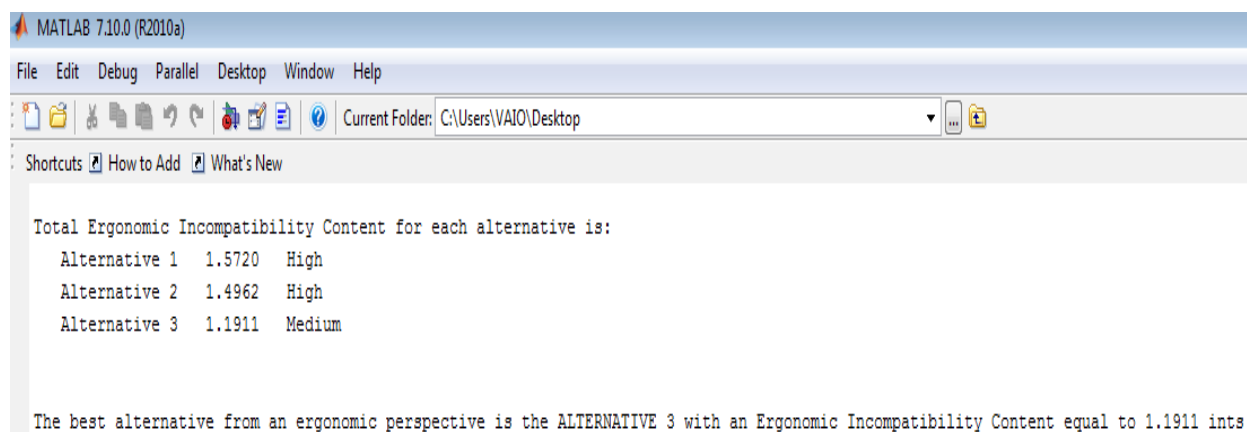 MATLAB 7.10.0 (R2010a)
File Edit Debug Parallel Desktop Window Help
Current Folder: C:\Users\VAIO\Desktop ...
Shortcuts How to Add What's New
Total Ergonomic Incompatibility Content for each alternative is:
Alternative 1 1.5720 High
Alternative 2 1.4962 High
Alternative 3 1.1911 Medium
The best alternative from an ergonomic perspective is the ALTERNATIVE 3 with an Ergonomic Incompatibility Content equal to 1.1911 ints